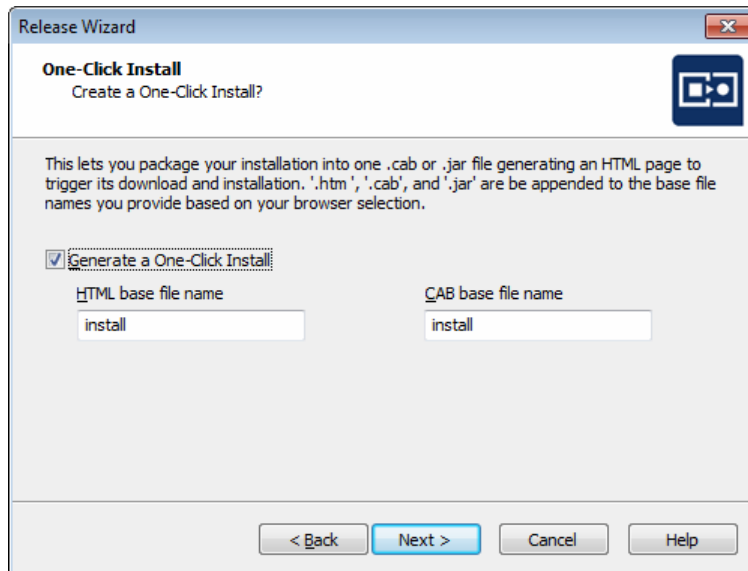 Release Wizard
One-Click Install
Create a One-Click Install?
This lets you package your installation into one .cab or .jar file generating an HTML page to
trigger its download and installation. '.htm ', '.cab', and '.jar' are be appended to the base file
names you provide based on your browser selection.
Generate a One-Click Install
HTML base file name
CAB base file name
install
install
< Back
Next >
Cancel
Help